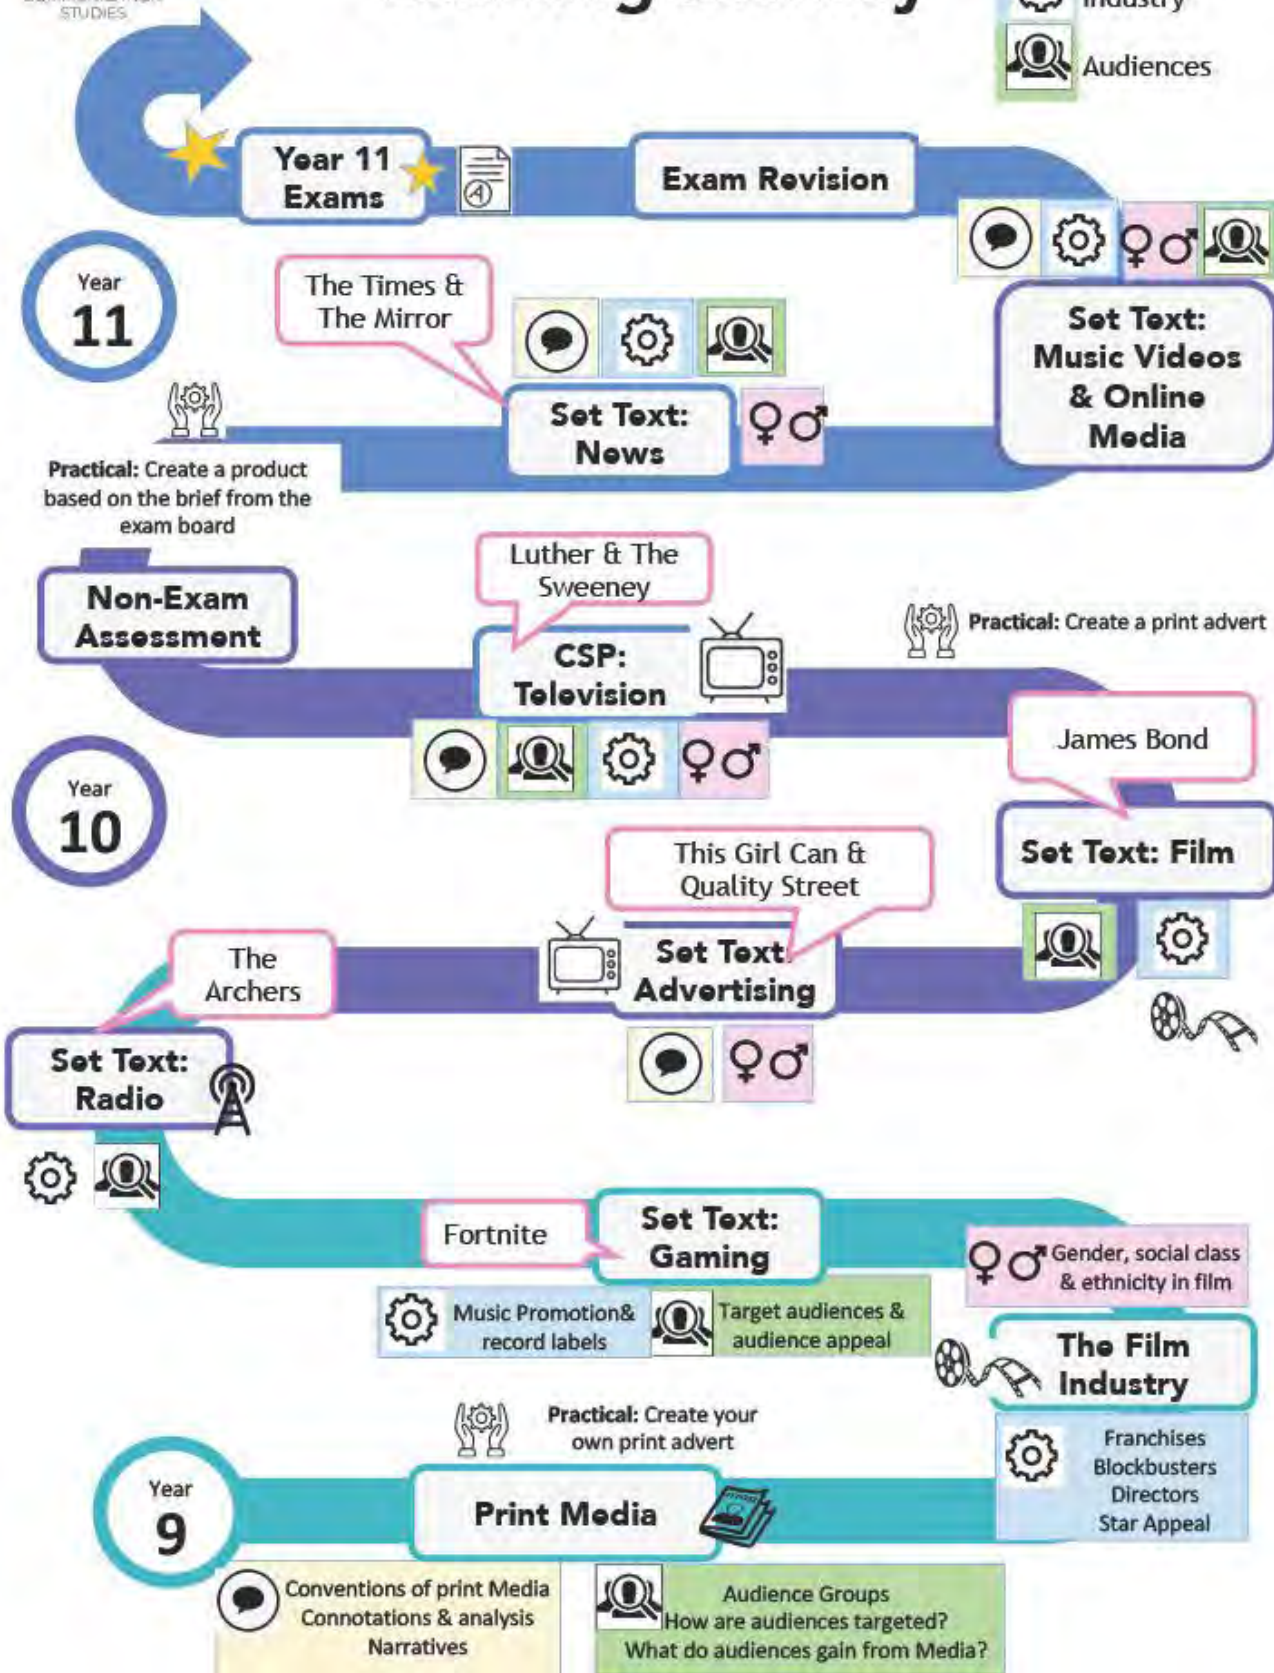 STUDIES
Industry
Audiences
Year 11
Exams
Exam Revision
Year
11
The Times &
The Mirror
Set Text:
Music Videos
& Online
Media
Set Text:
News
Practical: Create a product
based on the brief from the
exam board
Non-Exam
Assessment
Luther & The
Sweeney
CSP:
Television
Practical: Create a print advert
James Bond
Year
10
Set Text: Film
This Girl Can &
Quality Street
Set Text:
Advertising
The
Archers
Set Text:
Radio
Fortnite
Set Text:
Gaming
Gender, social class
& ethnicity in film
Music Promotion&
record labels
Target audiences &
audience appeal
The Film
Industry
Practical: Create your
own print advert
Franchises
Blockbusters
Directors
Star Appeal
Year
9
Print Media
Conventions of print Media
Connotations & analysis
Narratives
Audience Groups
How are audiences targeted?
What do audiences gain from Media?